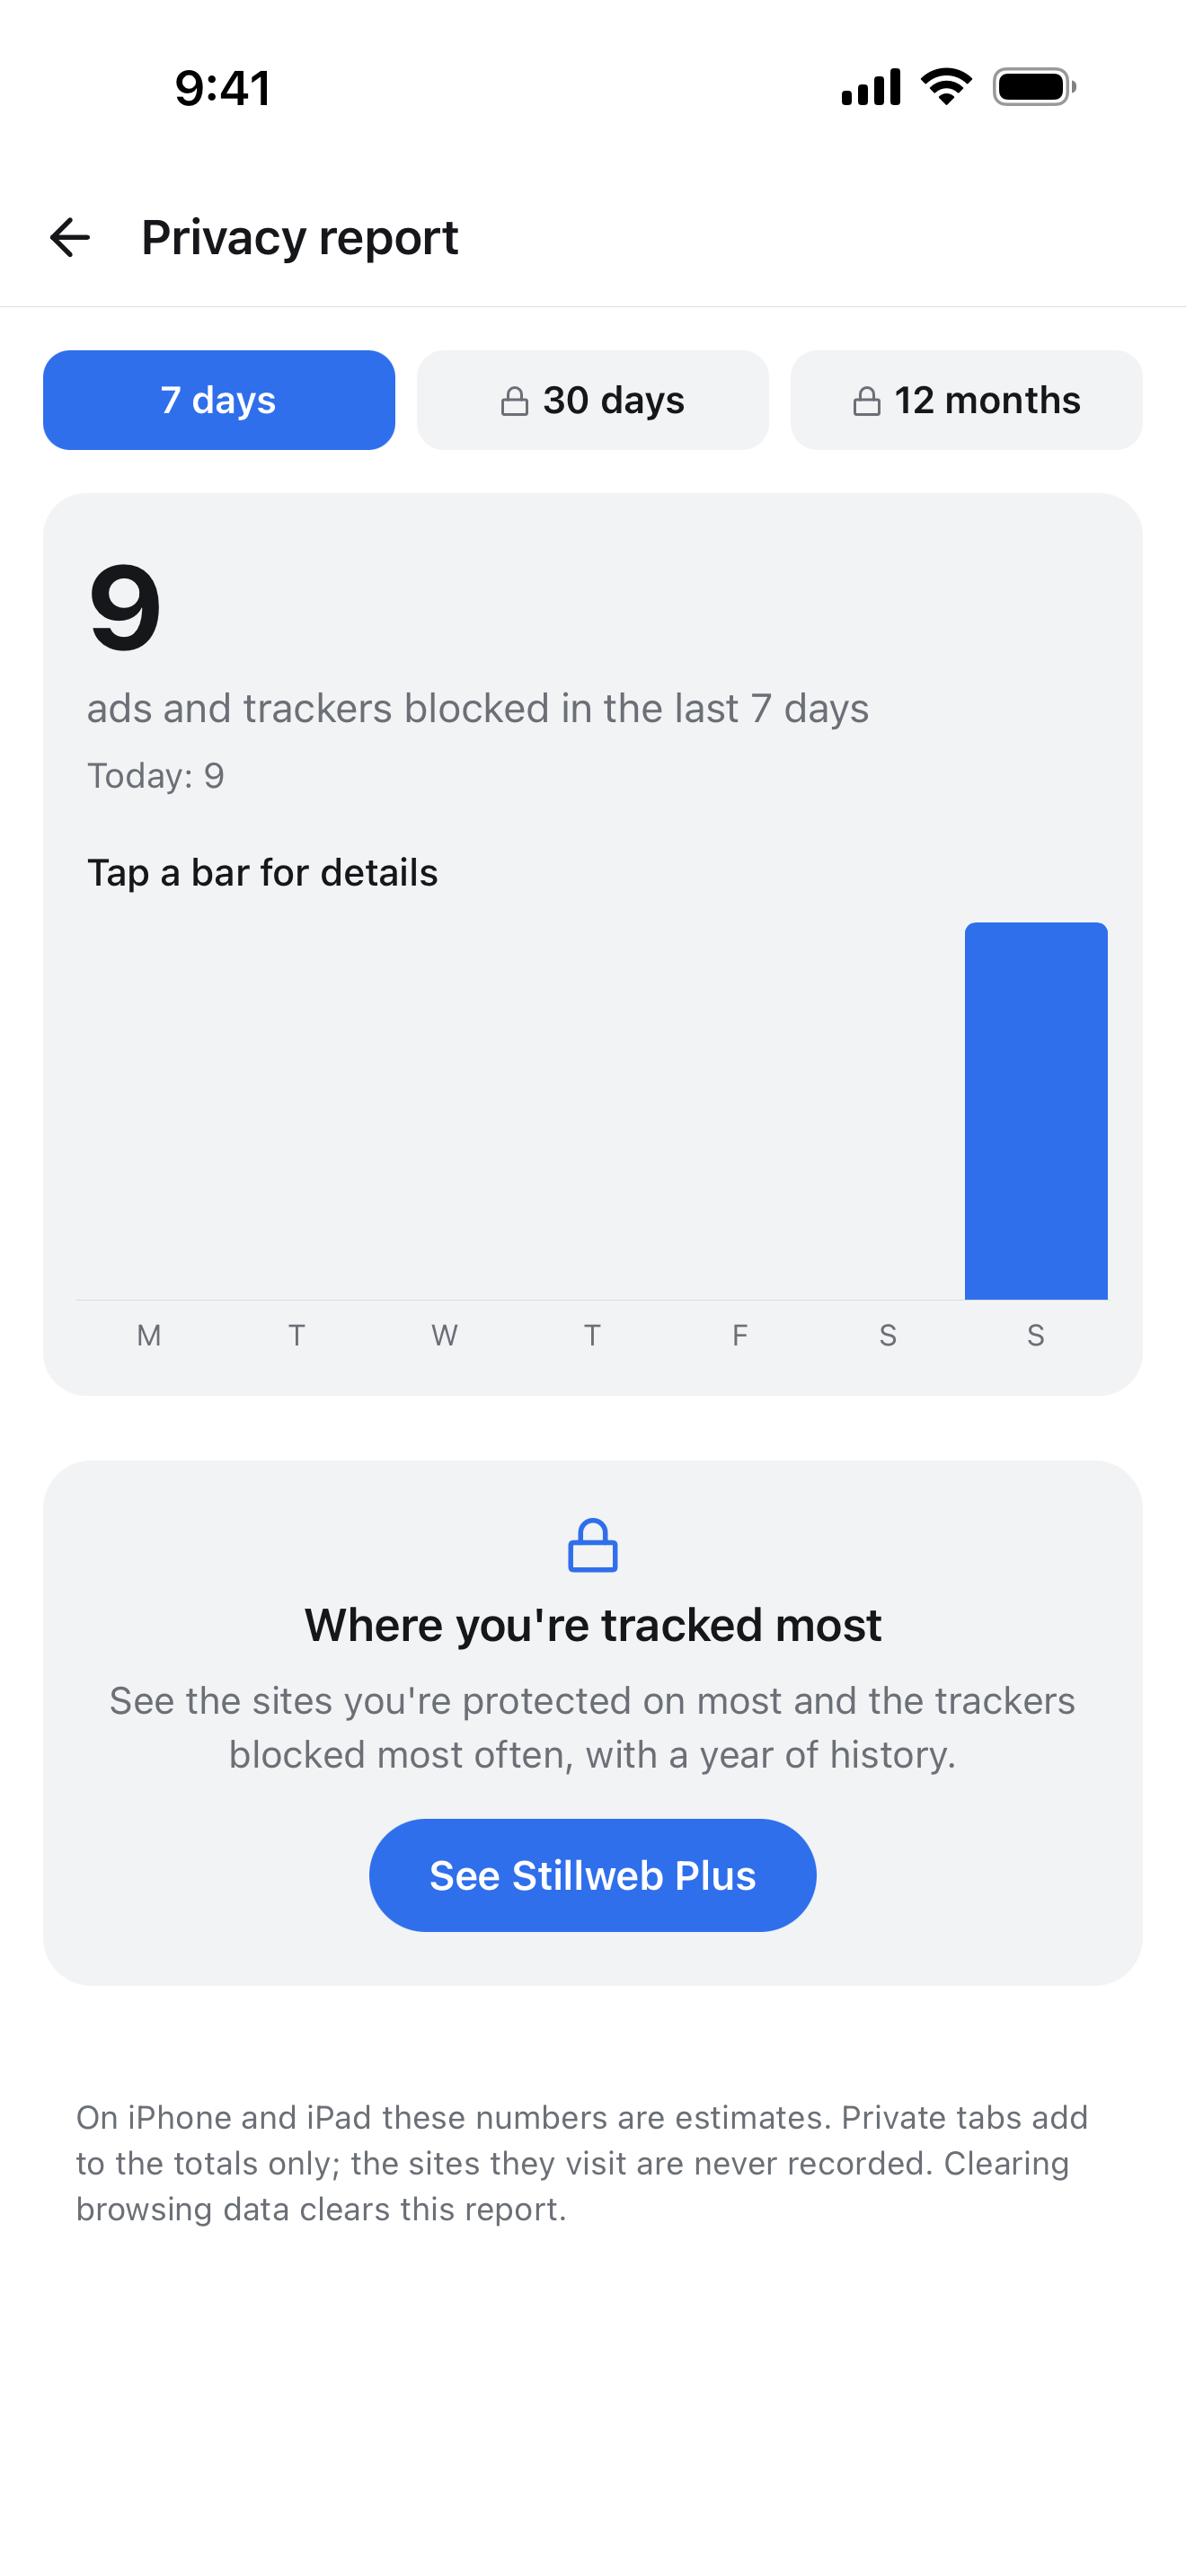 9:41
Privacy report
7 days
30 days
12 months
9
ads and trackers blocked in the last 7 days
Today: 9
Tap a bar for details
M T W T F S S
Where you're tracked most
See the sites you're protected on most and the trackers
blocked most often, with a year of history.
See Stillweb Plus
On iPhone and iPad these numbers are estimates. Private tabs add
to the totals only; the sites they visit are never recorded. Clearing
browsing data clears this report.